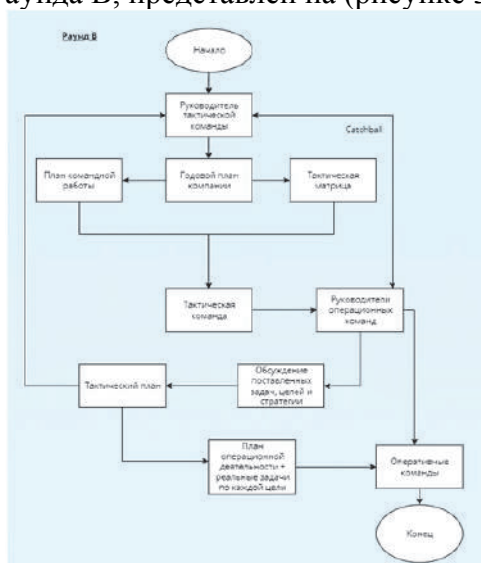 аунда В, представлен на (рисунке
Раунд В
Начало
Руководитель
тактической
команды
Catchball
План командной
работы
Годовой план
компании
Тактическая
матрица
Тактическая
команда
Руководители
операционных
команд
Обсуждение
поставленных
задач, целей и
стратегии
Тактический план
План
операционной
деятельности +
реальные задачи
по каждой цели
Оперативные
команды
Конец